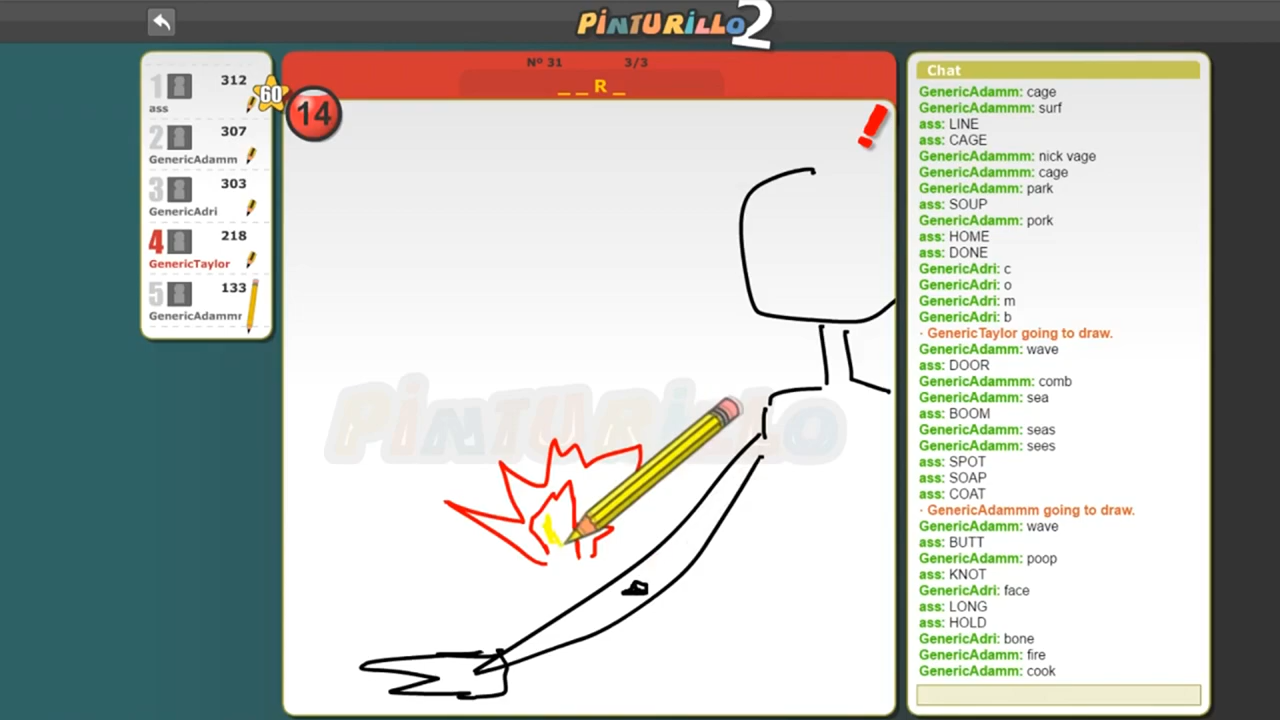 PINTURILLO 2
Nº 31 3/3
_ _ R _
14
60
1 312
ass
2 307
GenericAdamm
3 303
GenericAdri
4 218
GenericTaylor
5 133
GenericAdammr
PINTURILLO
Chat
GenericAdamm: cage
GenericAdammm: surf
ass: LINE
ass: CAGE
GenericAdammm: nick vage
GenericAdammm: cage
GenericAdamm: park
ass: SOUP
GenericAdamm: pork
ass: HOME
ass: DONE
GenericAdri: c
GenericAdri: o
GenericAdri: m
GenericAdri: b
· GenericTaylor going to draw.
GenericAdamm: wave
ass: DOOR
GenericAdammm: comb
GenericAdamm: sea
ass: BOOM
GenericAdamm: seas
GenericAdamm: sees
ass: SPOT
ass: SOAP
ass: COAT
· GenericAdammm going to draw.
GenericAdamm: wave
ass: BUTT
GenericAdamm: poop
ass: KNOT
GenericAdri: face
ass: LONG
ass: HOLD
GenericAdri: bone
GenericAdamm: fire
GenericAdamm: cook